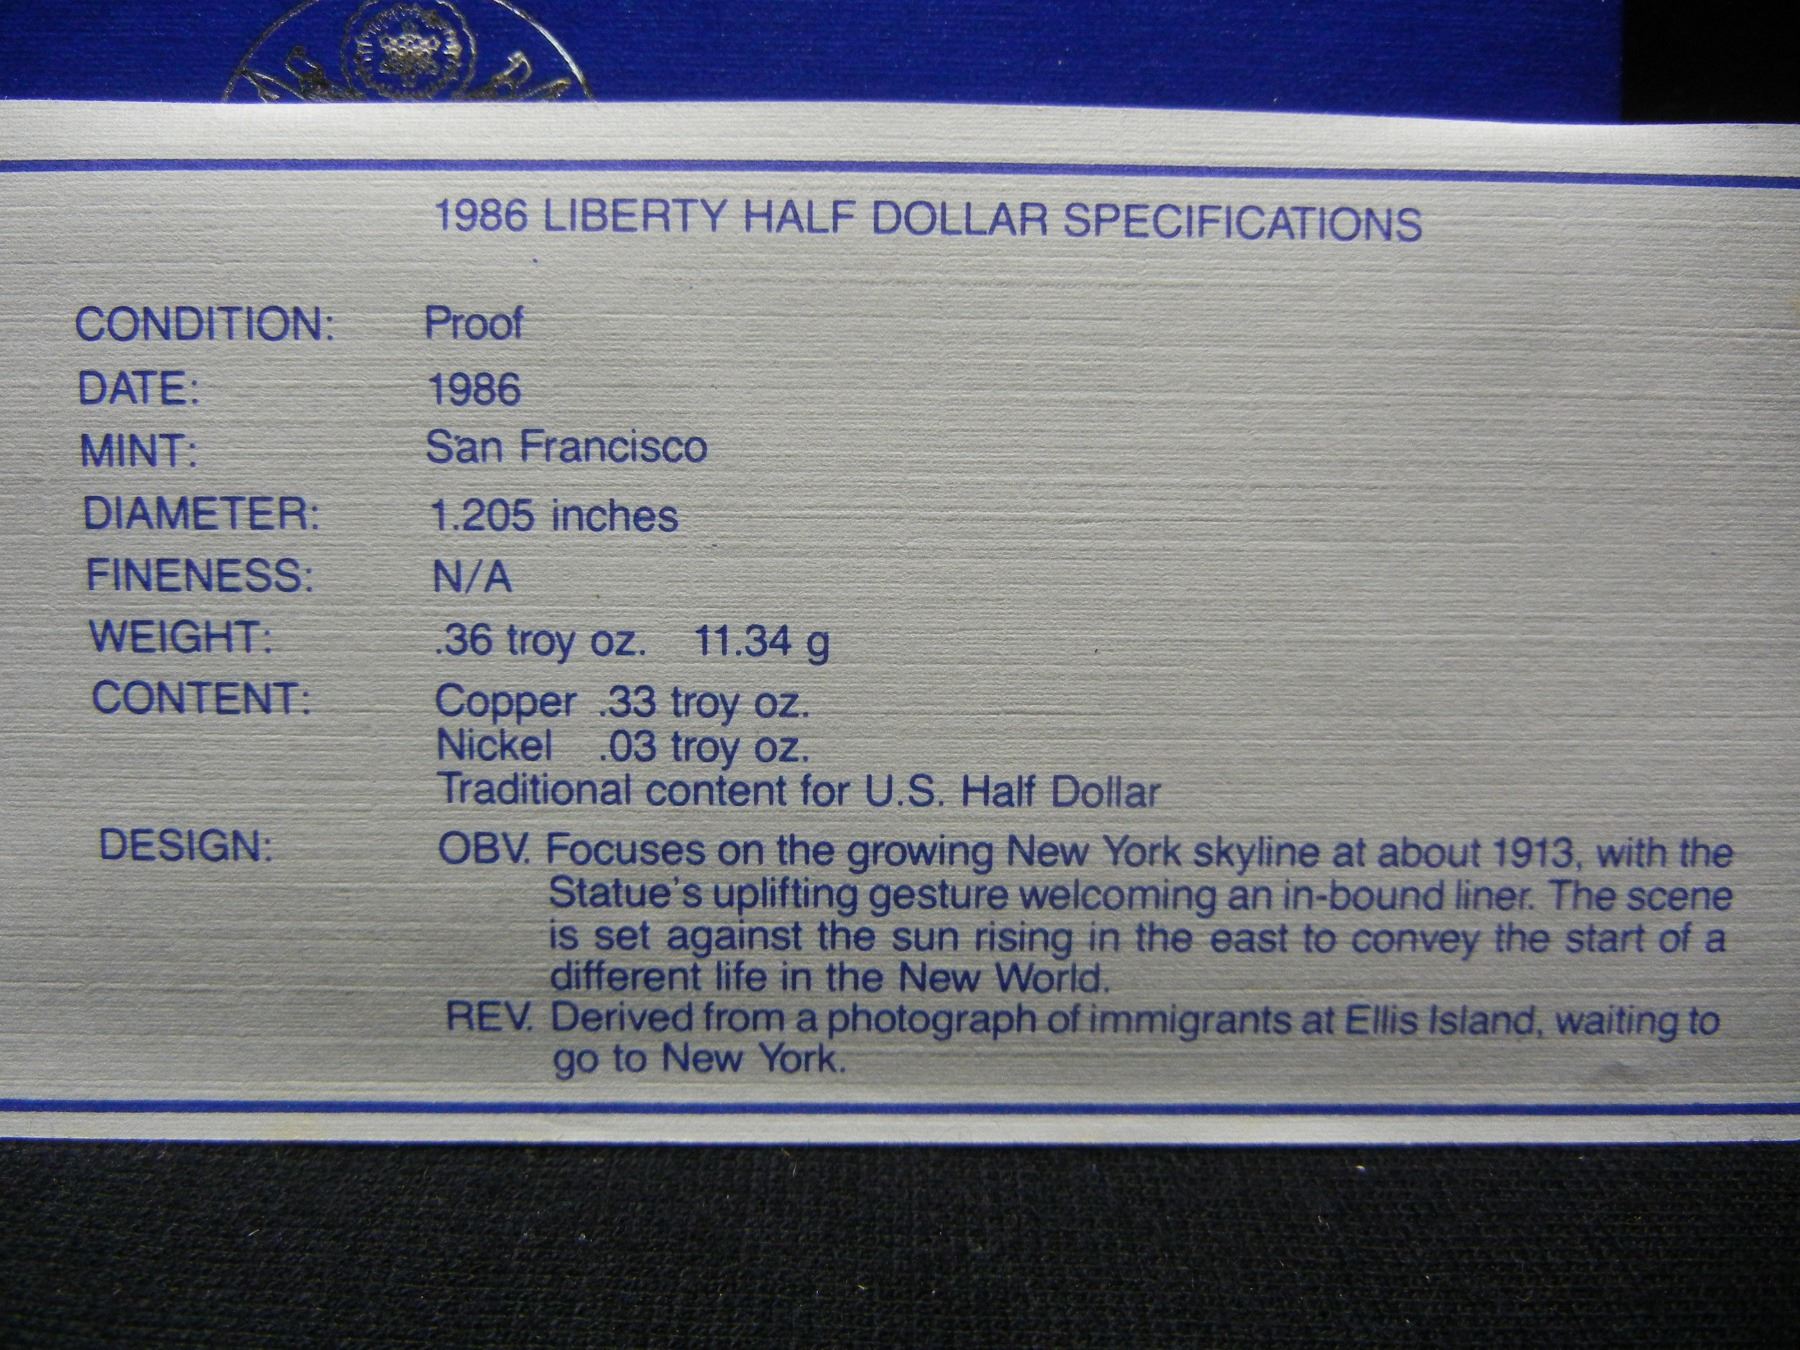 1986 LIBERTY HALF DOLLAR SPECIFICATIONS
CONDITION: Proof
DATE: 1986
MINT: San Francisco
DIAMETER: 1.205 inches
FINENESS: N/A
WEIGHT: .36 troy oz. 11.34 g
CONTENT: Copper .33 troy oz.
Nickel .03 troy oz.
Traditional content for U.S. Half Dollar
DESIGN: OBV. Focuses on the growing New York skyline at about 1913, with the
Statue's uplifting gesture welcoming an in-bound liner. The scene
is set against the sun rising in the east to convey the start of a
different life in the New World.
REV. Derived from a photograph of immigrants at Ellis Island, waiting to
go to New York.